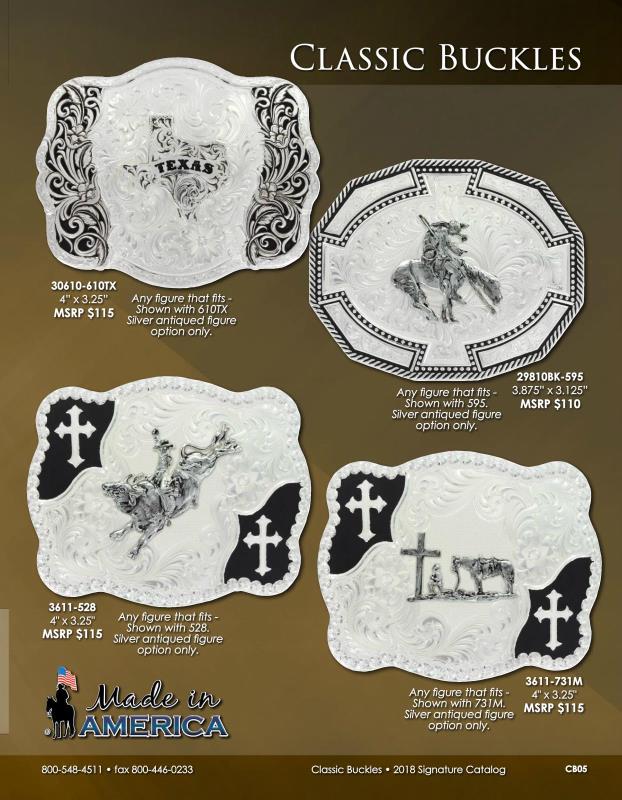 CLASSIC BUCKLES
TEXAS
30610-610TX
4” x 3.25”
MSRP $115
Any figure that fits -
Shown with 610TX
Silver antiqued figure
option only.
29810BK-595
3.875” x 3.125”
MSRP $110
Any figure that fits -
Shown with 595.
Silver antiqued figure
option only.
3611-528
4" x 3.25"
MSRP $115
Any figure that fits -
Shown with 528.
Silver antiqued figure
option only.
3611-731M
4" x 3.25"
MSRP $115
Any figure that fits -
Shown with 731M.
Silver antiqued figure
option only.
Made in
AMERICA
®
800-548-4511 • fax 800-446-0233
Classic Buckles • 2018 Signature Catalog
CB05